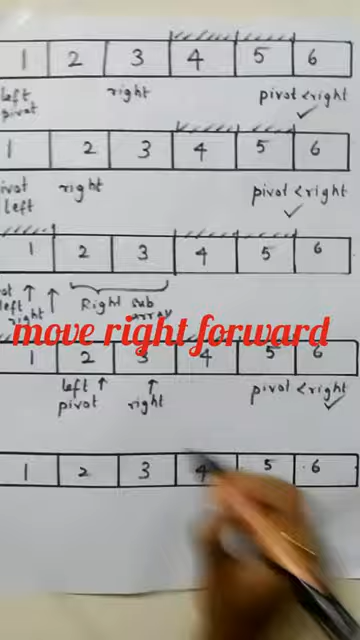 1 2 3 4 5 6
left right pivot < right
pivot
1 2 3 4 5 6
right pivot < right
left
1 2 3 4 5 6
left Right sub
right array
move right forward
1 2 3 4 5 6
left right pivot < right
pivot
1 2 3 4 5 6